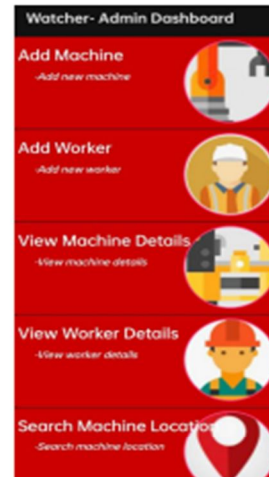 Watcher- Admin Dashboard
Add Machine
-Add new machine
Add Worker
-Add new worker
View Machine Details
-View machine details
View Worker Details
-View worker details
Search Machine Location
-Search machine location